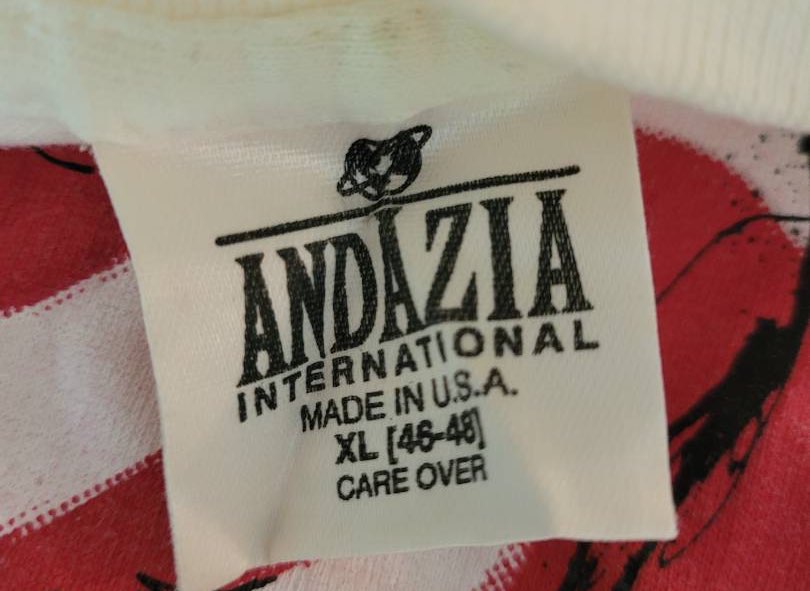 ANDAZIA
INTERNATIONAL
MADE IN U.S.A.
XL [46-48]
CARE OVER